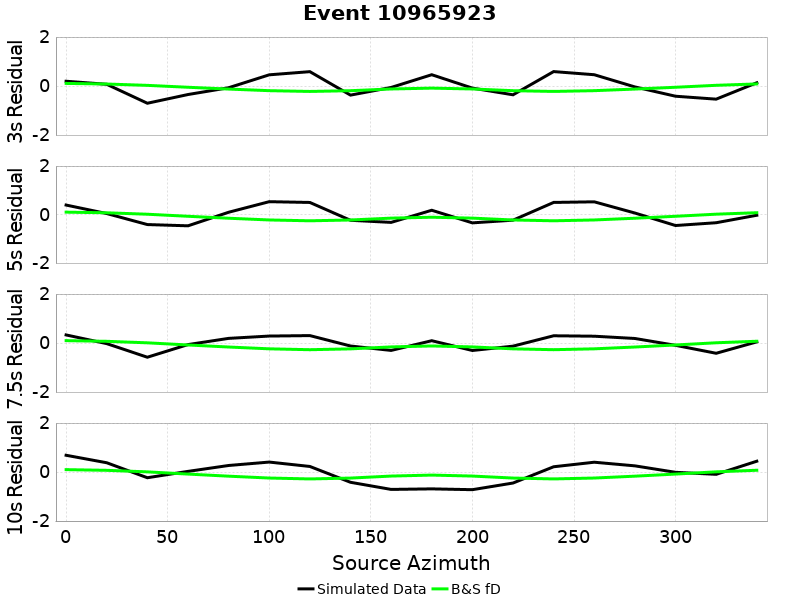 Event 10965923
3s Residual
2
0
-2
5s Residual
2
0
-2
7.5s Residual
2
0
-2
10s Residual
2
0
-2
0 50 100 150 200 250 300
Source Azimuth
Simulated Data B&S fD